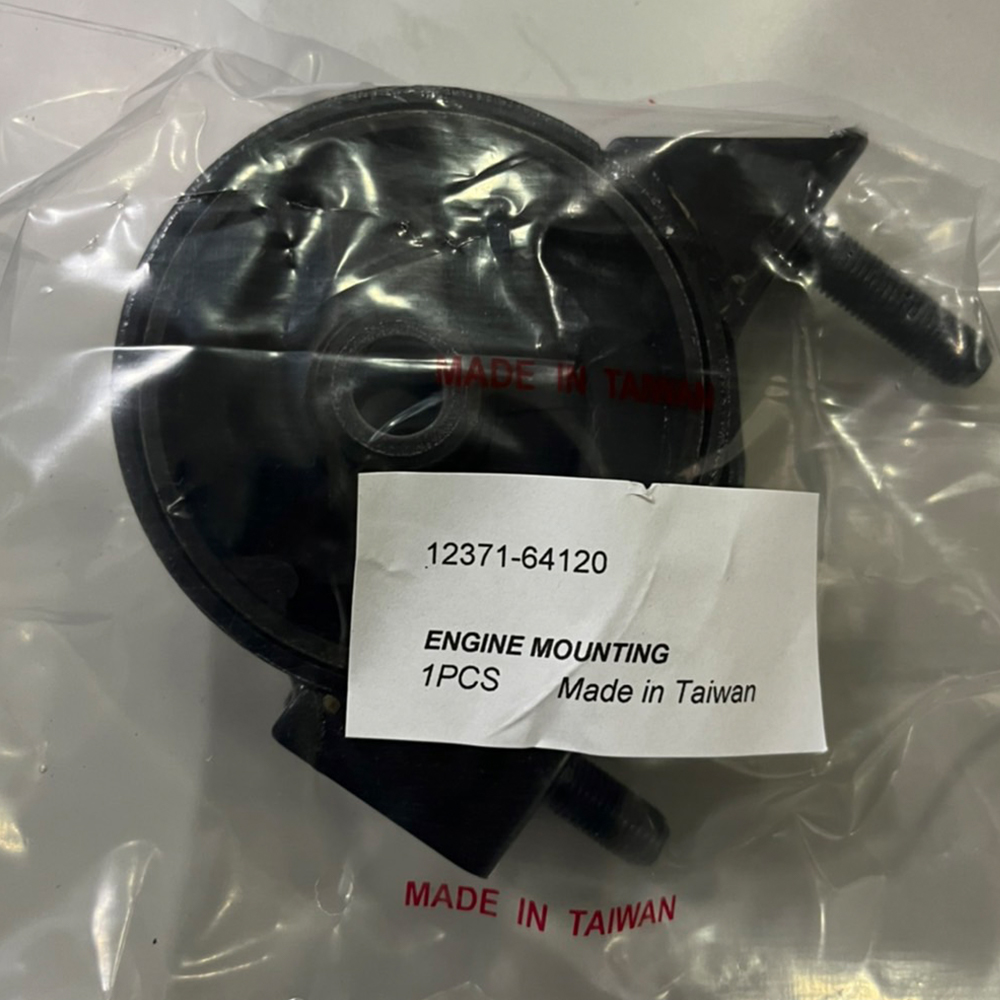 MADE IN TAIWAN
12371-64120
ENGINE MOUNTING
1PCS Made in Taiwan
MADE IN TAIWAN